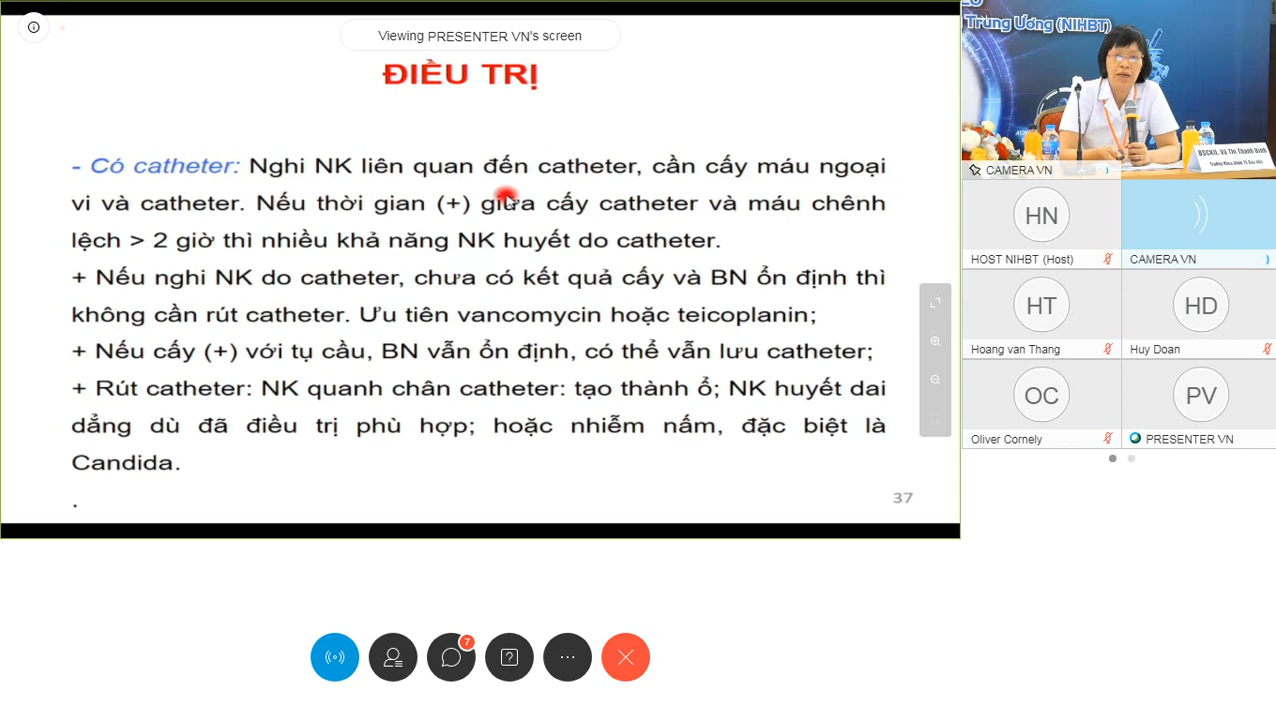 Viewing PRESENTER VN's screen
ĐIỀU TRỊ
- Có catheter: Nghi NK liên quan đến catheter, cần cấy máu ngoại
vi và catheter. Nếu thời gian (+) giữa cấy catheter và máu chênh
lệch > 2 giờ thì nhiều khả năng NK huyết do catheter.
+ Nếu nghi NK do catheter, chưa có kết quả cấy và BN ổn định thì
không cần rút catheter. Ưu tiên vancomycin hoặc teicoplanin;
+ Nếu cấy (+) với tụ cầu, BN vẫn ổn định, có thể vẫn lưu catheter;
+ Rút catheter: NK quanh chân catheter: tạo thành ổ; NK huyết dai
dẳng dù đã điều trị phù hợp; hoặc nhiễm nấm, đặc biệt là
Candida.
.
37
Trung Ương (NIHBT)
BSCKII. Võ Thị Thanh Bình
CAMERA VN
HN
HOST NIHBT (Host)
CAMERA VN
HT
Hoang van Thang
HD
Huy Doan
OC
Oliver Cornely
PV
PRESENTER VN
7